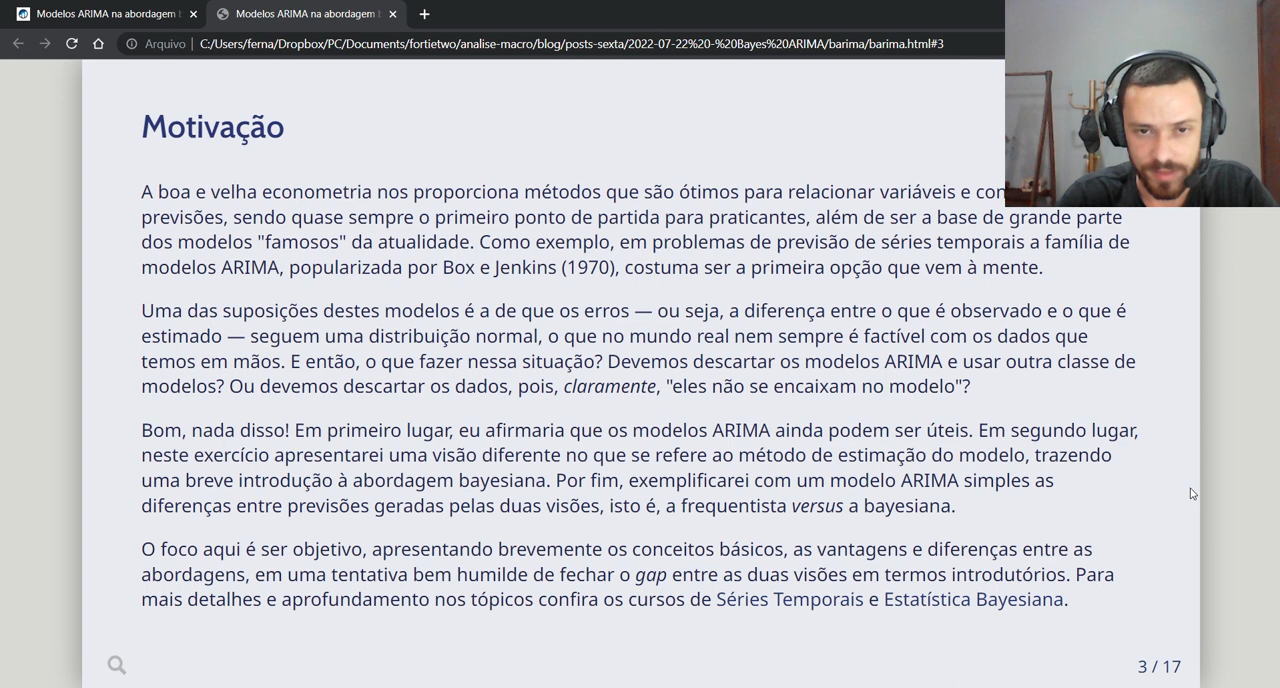 Modelos ARIMA na abordagem
Modelos ARIMA na abordagem
Arquivo | C:/Users/ferna/Dropbox/PC/Documents/fortietwo/analise-macro/blog/posts-sexta/2022-07-22%20-%20Bayes%20ARIMA/barima/barima.html#3
Motivação
A boa e velha econometria nos proporciona métodos que são ótimos para relacionar variáveis e
previsões, sendo quase sempre o primeiro ponto de partida para praticantes, além de ser a base de grande parte
dos modelos "famosos" da atualidade. Como exemplo, em problemas de previsão de séries temporais a família de
modelos ARIMA, popularizada por Box e Jenkins (1970), costuma ser a primeira opção que vem à mente.
Uma das suposições destes modelos é a de que os erros — ou seja, a diferença entre o que é observado e o que é
estimado — seguem uma distribuição normal, o que no mundo real nem sempre é factível com os dados que
temos em mãos. E então, o que fazer nessa situação? Devemos descartar os modelos ARIMA e usar outra classe de
modelos? Ou devemos descartar os dados, pois, claramente, "eles não se encaixam no modelo"?
Bom, nada disso! Em primeiro lugar, eu afirmaria que os modelos ARIMA ainda podem ser úteis. Em segundo lugar,
neste exercício apresentarei uma visão diferente no que se refere ao método de estimação do modelo, trazendo
uma breve introdução à abordagem bayesiana. Por fim, exemplificarei com um modelo ARIMA simples as
diferenças entre previsões geradas pelas duas visões, isto é, a frequentista versus a bayesiana.
O foco aqui é ser objetivo, apresentando brevemente os conceitos básicos, as vantagens e diferenças entre as
abordagens, em uma tentativa bem humilde de fechar o gap entre as duas visões em termos introdutórios. Para
mais detalhes e aprofundamento nos tópicos confira os cursos de Séries Temporais e Estatística Bayesiana.
3 / 17